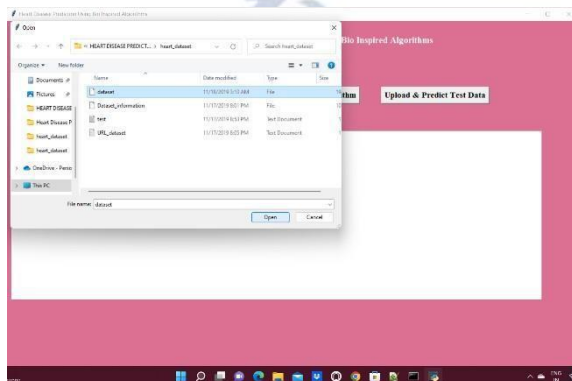 Heart Disease Prediction Using Bio Inspired Algorithms
Open
« HEART DISEASE PREDICT... › heart_dataset
Search heart_dataset
Bio Inspired Algorithms
Organize
New folder
Documents
Name
Date modified
Type
Size
Pictures
dataset
File
HEART DISEASE
Dataset_information
File
Heart Disease P
test
Text Document
heart_dataset
URL_dataset
Text Document
heart_dataset
OneDrive - Perso
This PC
thm
Upload & Predict Test Data
File name:
dataset
Open
Cancel
ENG
IN